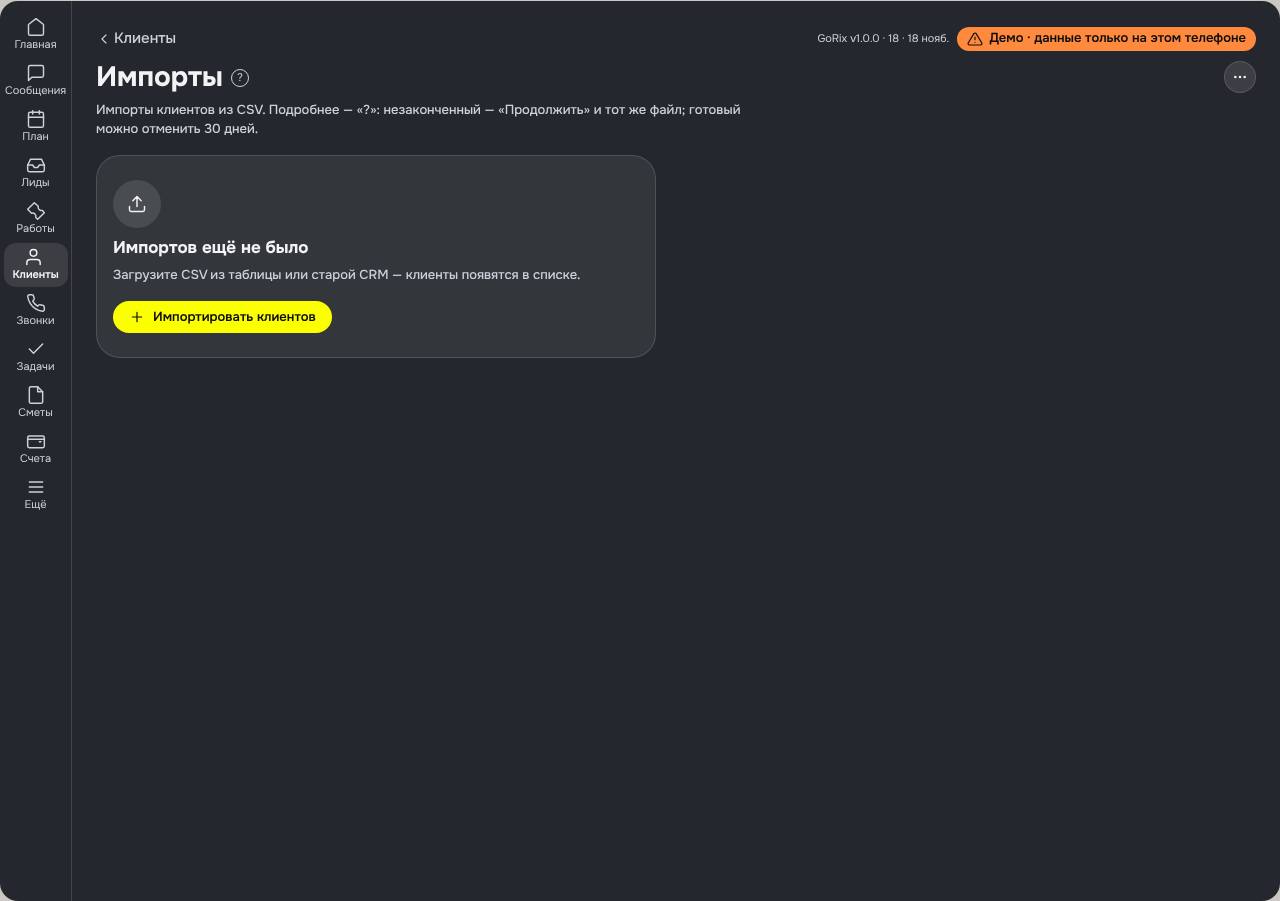 Главная
Сообщения
План
Лиды
Работы
Клиенты
Звонки
Задачи
Сметы
Счета
Ещё
Клиенты
GoRix v1.0.0 · 18 · 18 нояб.
Демо · данные только на этом телефоне
Импорты ?
Импорты клиентов из CSV. Подробнее — «?»: незаконченный — «Продолжить» и тот же файл; готовый
можно отменить 30 дней.
Импортов ещё не было
Загрузите CSV из таблицы или старой CRM — клиенты появятся в списке.
Импортировать клиентов